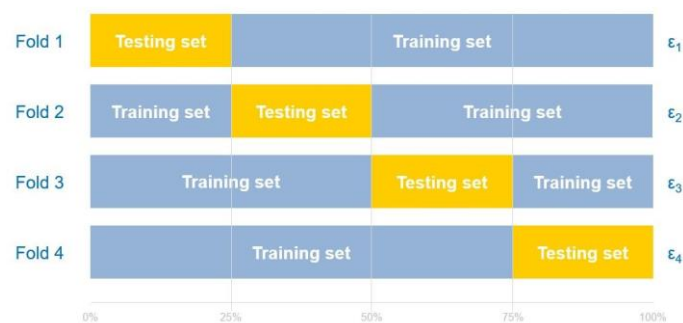 Fold 1 Testing set Training set ε₁
Fold 2 Training set Testing set Training set ε₂
Fold 3 Training set Testing set Training set ε₃
Fold 4 Training set Testing set ε₄
0% 25% 50% 75% 100%